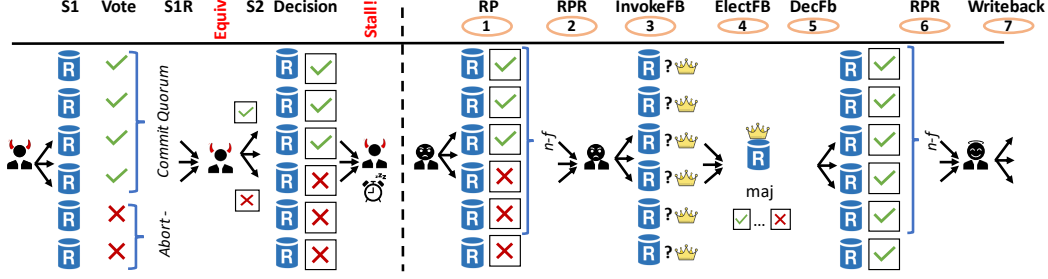 S1 Vote S1R Equiv S2 Decision Stall! RP RPR InvokeFB ElectFB DecFb RPR Writeback
1 2 3 4 5 6 7
Commit Quorum
Abort -
n-f
n-f
R R R ? R
R R R ? R
R R R ? R R
R R R ? R
R R R ? R
R R R ? R
zzz
maj
...